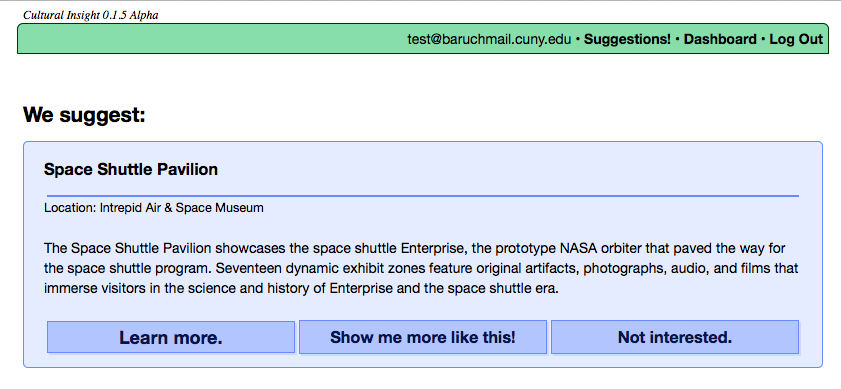 Cultural Insight 0.1.5 Alpha
test@baruchmail.cuny.edu • Suggestions! • Dashboard • Log Out
We suggest:
Space Shuttle Pavilion
Location: Intrepid Air & Space Museum
The Space Shuttle Pavilion showcases the space shuttle Enterprise, the prototype NASA orbiter that paved the way for
the space shuttle program. Seventeen dynamic exhibit zones feature original artifacts, photographs, audio, and films that
immerse visitors in the science and history of Enterprise and the space shuttle era.
Learn more. Show me more like this! Not interested.